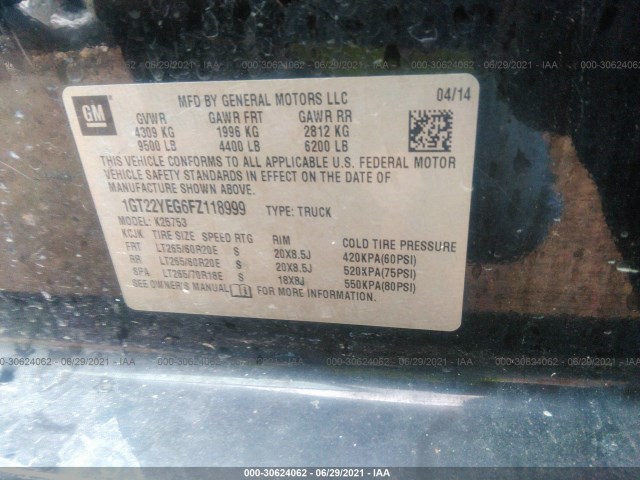 000-30624062 - 06/29/2021 - IAA
000-30624062 - 06/29/2021 - IAA
000-30624062 - 06/29/2021 - IAA
GM
MFD BY GENERAL MOTORS LLC
04/14
GVWR GAWR FRT GAWR RR
4309 KG 1996 KG 2812 KG
9500 LB 4400 LB 6200 LB
THIS VEHICLE CONFORMS TO ALL APPLICABLE U.S. FEDERAL MOTOR
VEHICLE SAFETY STANDARDS IN EFFECT ON THE DATE OF
MANUFACTURE SHOWN ABOVE.
1GT22YEG6FZ118999 TYPE: TRUCK
MODEL: K25753
KCJK TIRE SIZE SPEED RTG RIM COLD TIRE PRESSURE
FRT LT265/60R20E S 20X8.5J 420KPA(60PSI)
RR LT265/60R20E S 20X8.5J 520KPA(75PSI)
SPA LT265/70R18E S 18X8J 550KPA(80PSI)
SEE OWNER'S MANUAL FOR MORE INFORMATION.
000-30624062 - 06/29/2021 - IAA
000-30624062 - 06/29/2021 - IAA
000-30624062 - 06/29/2021 - IAA
000-30624062 - 06/29/2021 - IAA